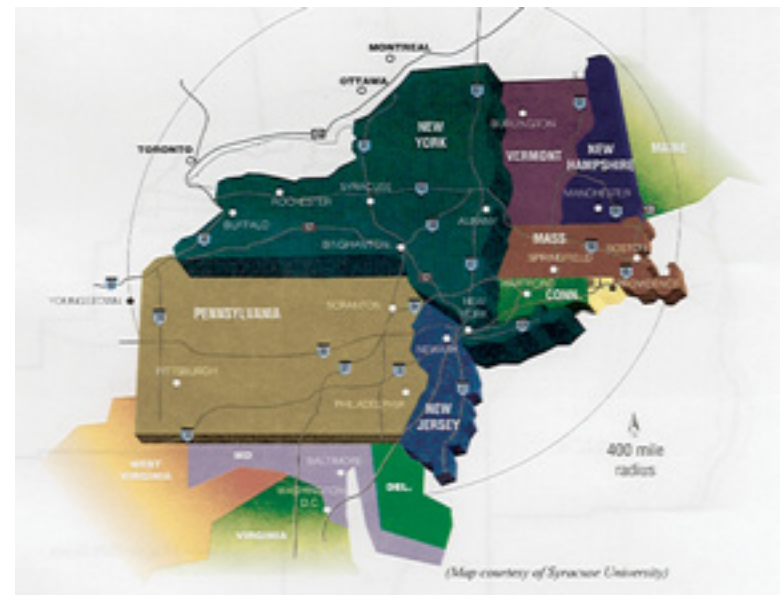 MONTREAL
OTTAWA
TORONTO
NEW
YORK
BURLINGTON
VERMONT
NEW
HAMPSHIRE
MAINE
MANCHESTER
SYRACUSE
ROCHESTER
BUFFALO
ALBANY
BINGHAMTON
MASS
BOSTON
SPRINGFIELD
HARTFORD
CONN.
PROVIDENCE
YOUNGSTOWN
PENNSYLVANIA
SCRANTON
NEW
YORK
NEWARK
PITTSBURGH
PHILADELPHIA
NEW
JERSEY
400 mile
radius
WEST
VIRGINIA
MD
BALTIMORE
WASHINGTON
D.C.
DEL.
VIRGINIA
(Map courtesy of Syracuse University)